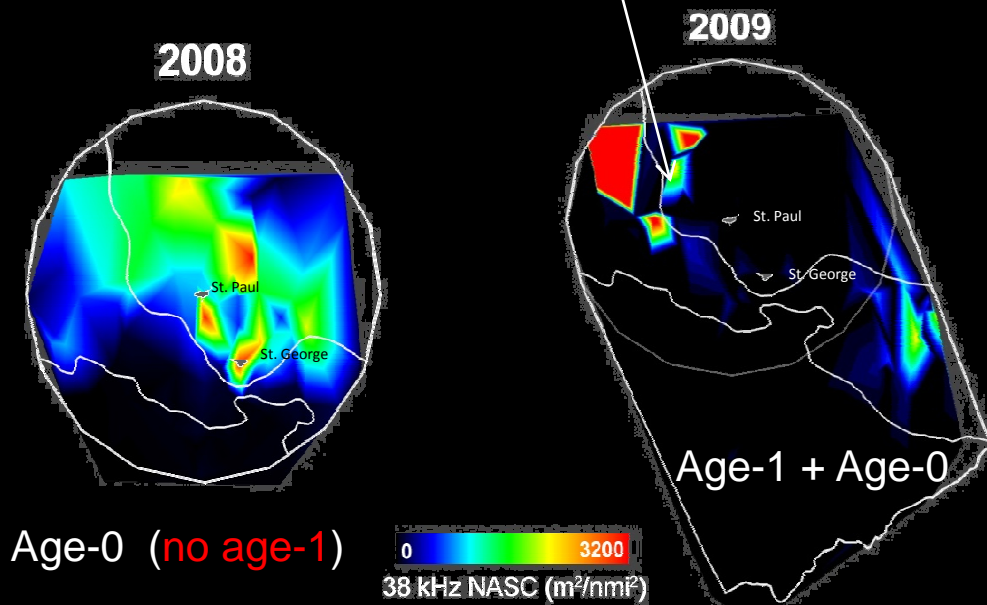 2008
2009
St. Paul
St. George
St. Paul
St. George
Age-1 + Age-0
Age-0 (no age-1)
0 3200
38 kHz NASC (m²/nmi²)